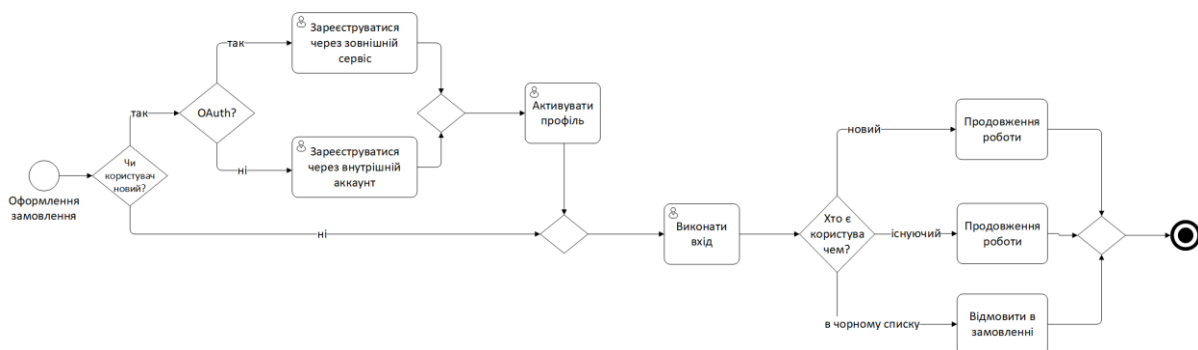 Оформлення
замовлення
Чи
користувач
новий?
так
ні
OAuth?
так
ні
Зареєструватися
через зовнішній
сервіс
Зареєструватися
через внутрішній
аккаунт
Активувати
профіль
Виконати
вхід
Хто є
користува
чем?
новий
існуючий
в чорному списку
Продовження
роботи
Продовження
роботи
Відмовити в
замовленні